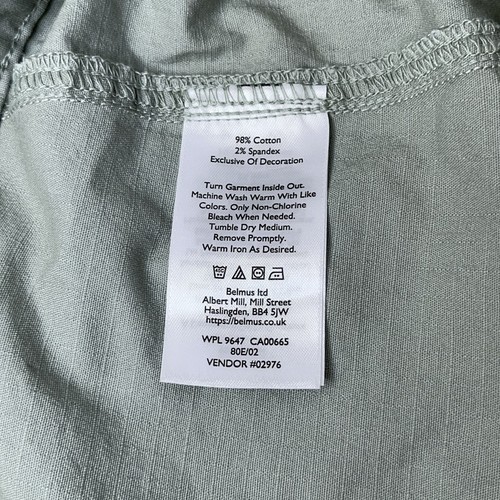 98% Cotton
2% Spandex
Exclusive Of Decoration
Turn Garment Inside Out.
Machine Wash Warm With Like
Colors. Only Non-Chlorine
Bleach When Needed.
Tumble Dry Medium.
Remove Promptly.
Warm Iron As Desired.
Belmus ltd
Albert Mill, Mill Street
Haslingden, BB4 5JW
https://belmus.co.uk
WPL 9647 CA00665
80E/02
VENDOR #02976